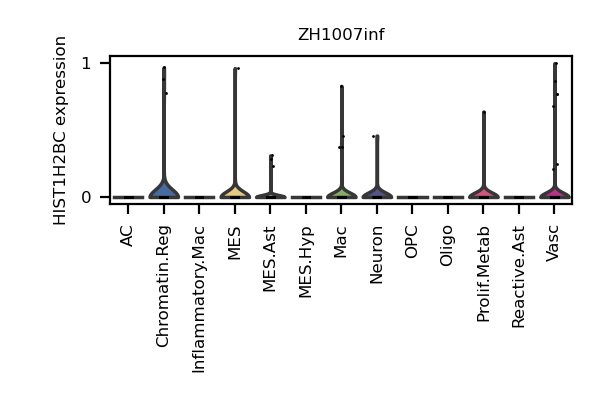 ZH1007inf
HIST1H2BC expression
1
0
AC
Chromatin.Reg
Inflammatory.Mac
MES
MES.Ast
MES.Hyp
Mac
Neuron
OPC
Oligo
Prolif.Metab
Reactive.Ast
Vasc